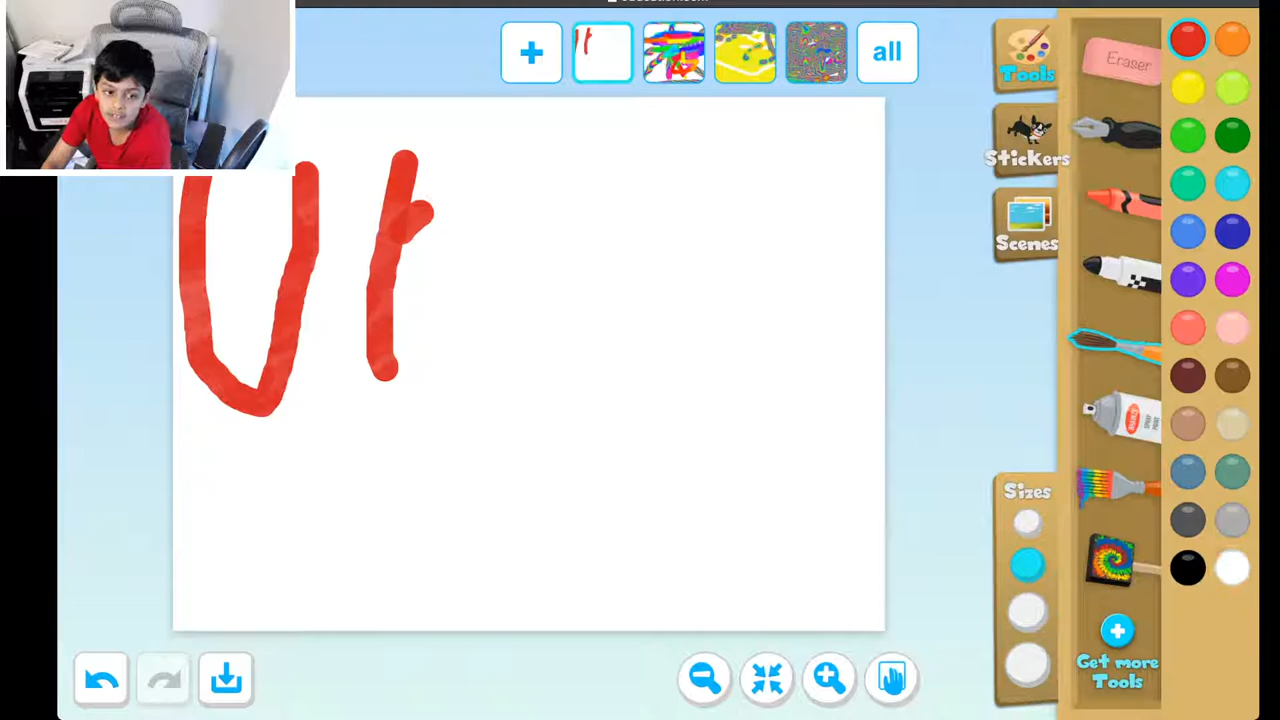 all
Tools
Eraser
Stickers
Scenes
Sizes
Get more
Tools